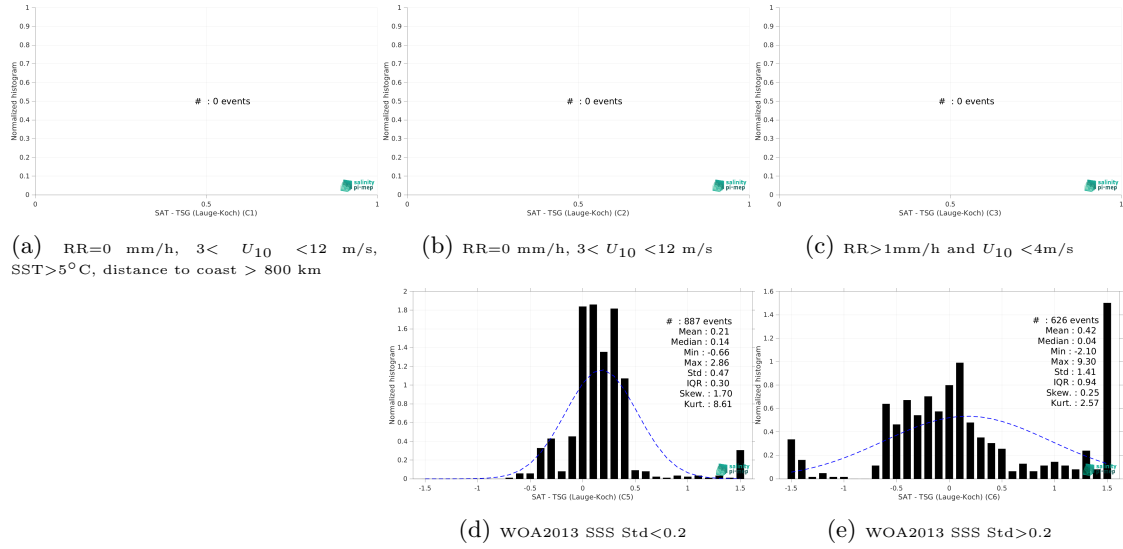 1
0.9
0.8
0.7
0.6
0.5
0.4
0.3
0.2
0.1
0
Normalized histogram
# : 0 events
salinity
pi-mep
0 0.5 1
SAT - TSG (Lauge-Koch) (C1)
(a) RR=0 mm/h, 3< U10 <12 m/s,
SST>5°C, distance to coast > 800 km
1
0.9
0.8
0.7
0.6
0.5
0.4
0.3
0.2
0.1
0
Normalized histogram
# : 0 events
salinity
pi-mep
0 0.5 1
SAT - TSG (Lauge-Koch) (C2)
(b) RR=0 mm/h, 3< U10 <12 m/s
1
0.9
0.8
0.7
0.6
0.5
0.4
0.3
0.2
0.1
0
Normalized histogram
# : 0 events
salinity
pi-mep
0 0.5 1
SAT - TSG (Lauge-Koch) (C3)
(c) RR>1mm/h and U10 <4m/s
2
1.8
1.6
1.4
1.2
1
0.8
0.6
0.4
0.2
0
Normalized histogram
# : 887 events
Mean : 0.21
Median : 0.14
Min : -0.66
Max : 2.86
Std : 0.47
IQR : 0.30
Skew. : 1.70
Kurt. : 8.61
salinity
pi-mep
-1.5 -1 -0.5 0 0.5 1 1.5
SAT - TSG (Lauge-Koch) (C5)
(d) WOA2013 SSS Std<0.2
1.6
1.4
1.2
1
0.8
0.6
0.4
0.2
0
Normalized histogram
# : 626 events
Mean : 0.42
Median : 0.04
Min : -2.10
Max : 9.30
Std : 1.41
IQR : 0.94
Skew. : 0.25
Kurt. : 2.57
salinity
pi-mep
-1.5 -1 -0.5 0 0.5 1 1.5
SAT - TSG (Lauge-Koch) (C6)
(e) WOA2013 SSS Std>0.2